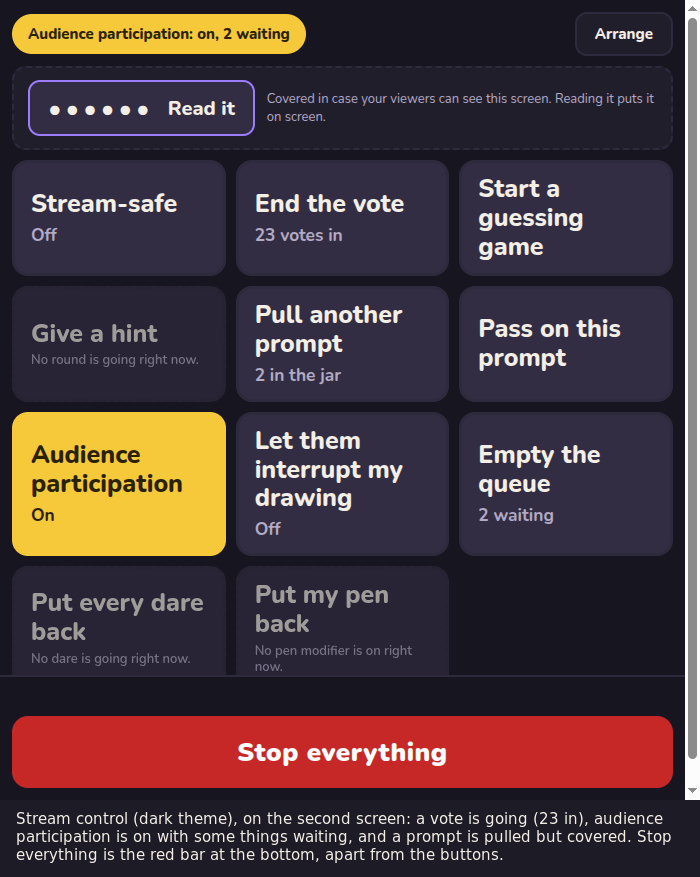 Audience participation: on, 2 waiting
Arrange
●●●●●● Read it
Covered in case your viewers can see this screen. Reading it puts it
on screen.
Stream-safe
Off
End the vote
23 votes in
Start a
guessing
game
Give a hint
No round is going right now.
Pull another
prompt
2 in the jar
Pass on this
prompt
Audience
participation
On
Let them
interrupt my
drawing
Off
Empty the
queue
2 waiting
Put every dare
back
No dare is going right now.
Put my pen
back
No pen modifier is on right
now.
Stop everything
Stream control (dark theme), on the second screen: a vote is going (23 in), audience
participation is on with some things waiting, and a prompt is pulled but covered. Stop
everything is the red bar at the bottom, apart from the buttons.